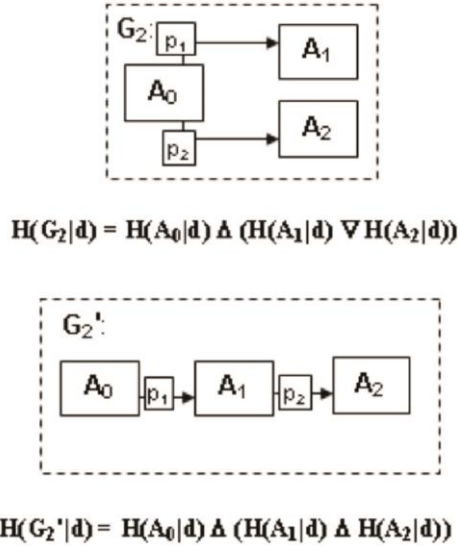 G₂:
p₁
A₁
A₀
A₂
p₂
H(G₂|d) = H(A₀|d) Δ (H(A₁|d) ∇ H(A₂|d))
G₂':
A₀ p₁ A₁ p₂ A₂
H(G₂'|d) = H(A₀|d) Δ (H(A₁|d) Δ H(A₂|d))